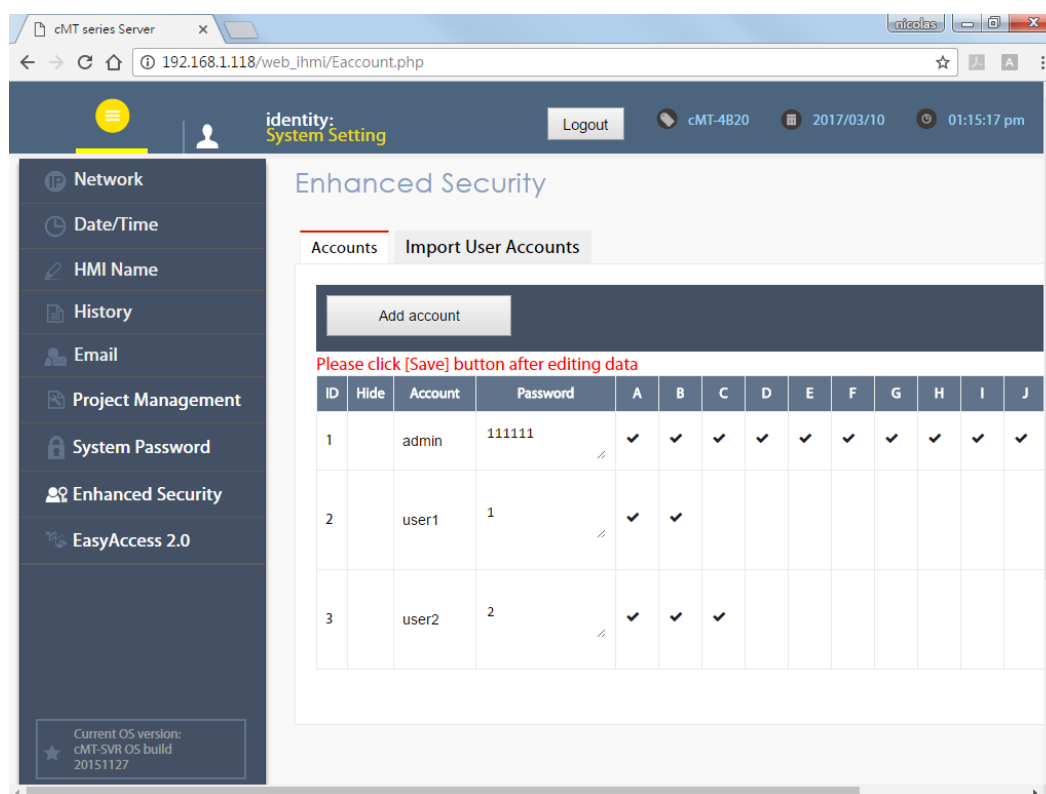 cMT series Server
nicolas
192.168.1.118/web_ihmi/Eaccount.php
identity:
System Setting
Logout
cMT-4B20
2017/03/10
01:15:17 pm
IP Network
Date/Time
HMI Name
History
Email
Project Management
System Password
Enhanced Security
EasyAccess 2.0
Current OS version:
cMT-SVR OS build
20151127
Enhanced Security
Accounts Import User Accounts
Add account
Please click [Save] button after editing data
ID Hide Account Password A B C D E F G H I J
1 admin 111111
2 user1 1
3 user2 2